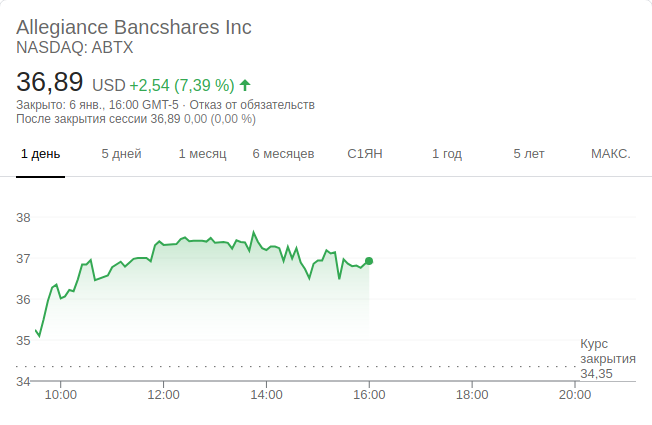 Allegiance Bancshares Inc
NASDAQ: ABTX
36,89 USD +2,54 (7,39 %)
Закрыто: 6 янв., 16:00 GMT-5 · Отказ от обязательств
После закрытия сессии 36,89 0,00 (0,00 %)
1 день 5 дней 1 месяц 6 месяцев С1ЯН 1 год 5 лет МАКС.
38
37
36
35
Курс
закрытия
34,35
34
10:00 12:00 14:00 16:00 18:00 20:00